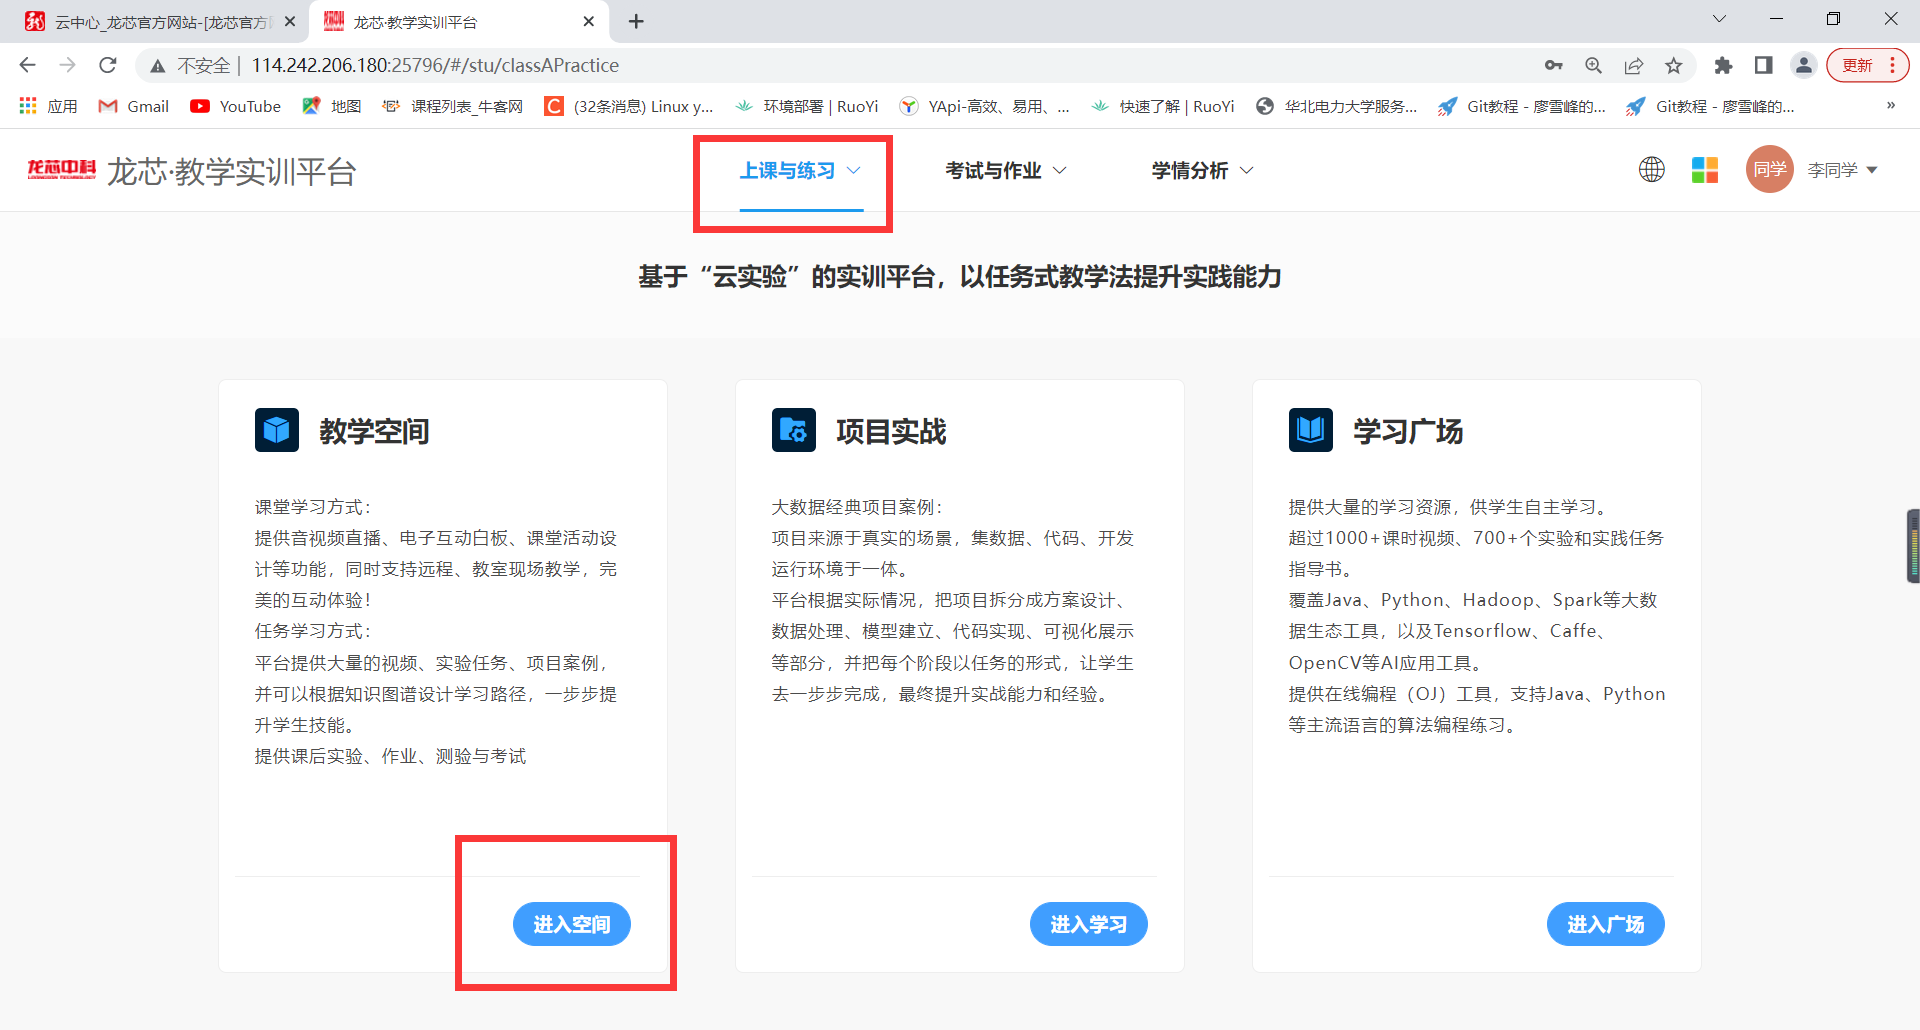 云中心_龙芯官方网站-[龙芯官方
龙芯·教学实训平台
不安全 | 114.242.206.180:25796/#/stu/classAPractice
更新
应用
Gmail
YouTube
地图
课程列表_牛客网
(32条消息) Linux y...
环境部署 | RuoYi
YApi-高效、易用、...
快速了解 | RuoYi
华北电力大学服务...
Git教程 - 廖雪峰的...
Git教程 - 廖雪峰的...
»
龙芯中科
LOONGSON TECHNOLOGY
龙芯·教学实训平台
上课与练习
考试与作业
学情分析
同学
李同学
基于“云实验”的实训平台，以任务式教学法提升实践能力
教学空间
课堂学习方式：
提供音视频直播、电子互动白板、课堂活动设
计等功能，同时支持远程、教室现场教学，完
美的互动体验！
任务学习方式：
平台提供大量的视频、实验任务、项目案例，
并可以根据知识图谱设计学习路径，一步步提
升学生技能。
提供课后实验、作业、测验与考试
进入空间
项目实战
大数据经典项目案例：
项目来源于真实的场景，集数据、代码、开发
运行环境于一体。
平台根据实际情况，把项目拆分成方案设计、
数据处理、模型建立、代码实现、可视化展示
等部分，并把每个阶段以任务的形式，让学生
去一步步完成，最终提升实战能力和经验。
进入学习
学习广场
提供大量的学习资源，供学生自主学习。
超过1000+课时视频、700+个实验和实践任务
指导书。
覆盖Java、Python、Hadoop、Spark等大数
据生态工具，以及Tensorflow、Caffe、
OpenCV等AI应用工具。
提供在线编程（OJ）工具，支持Java、Python
等主流语言的算法编程练习。
进入广场